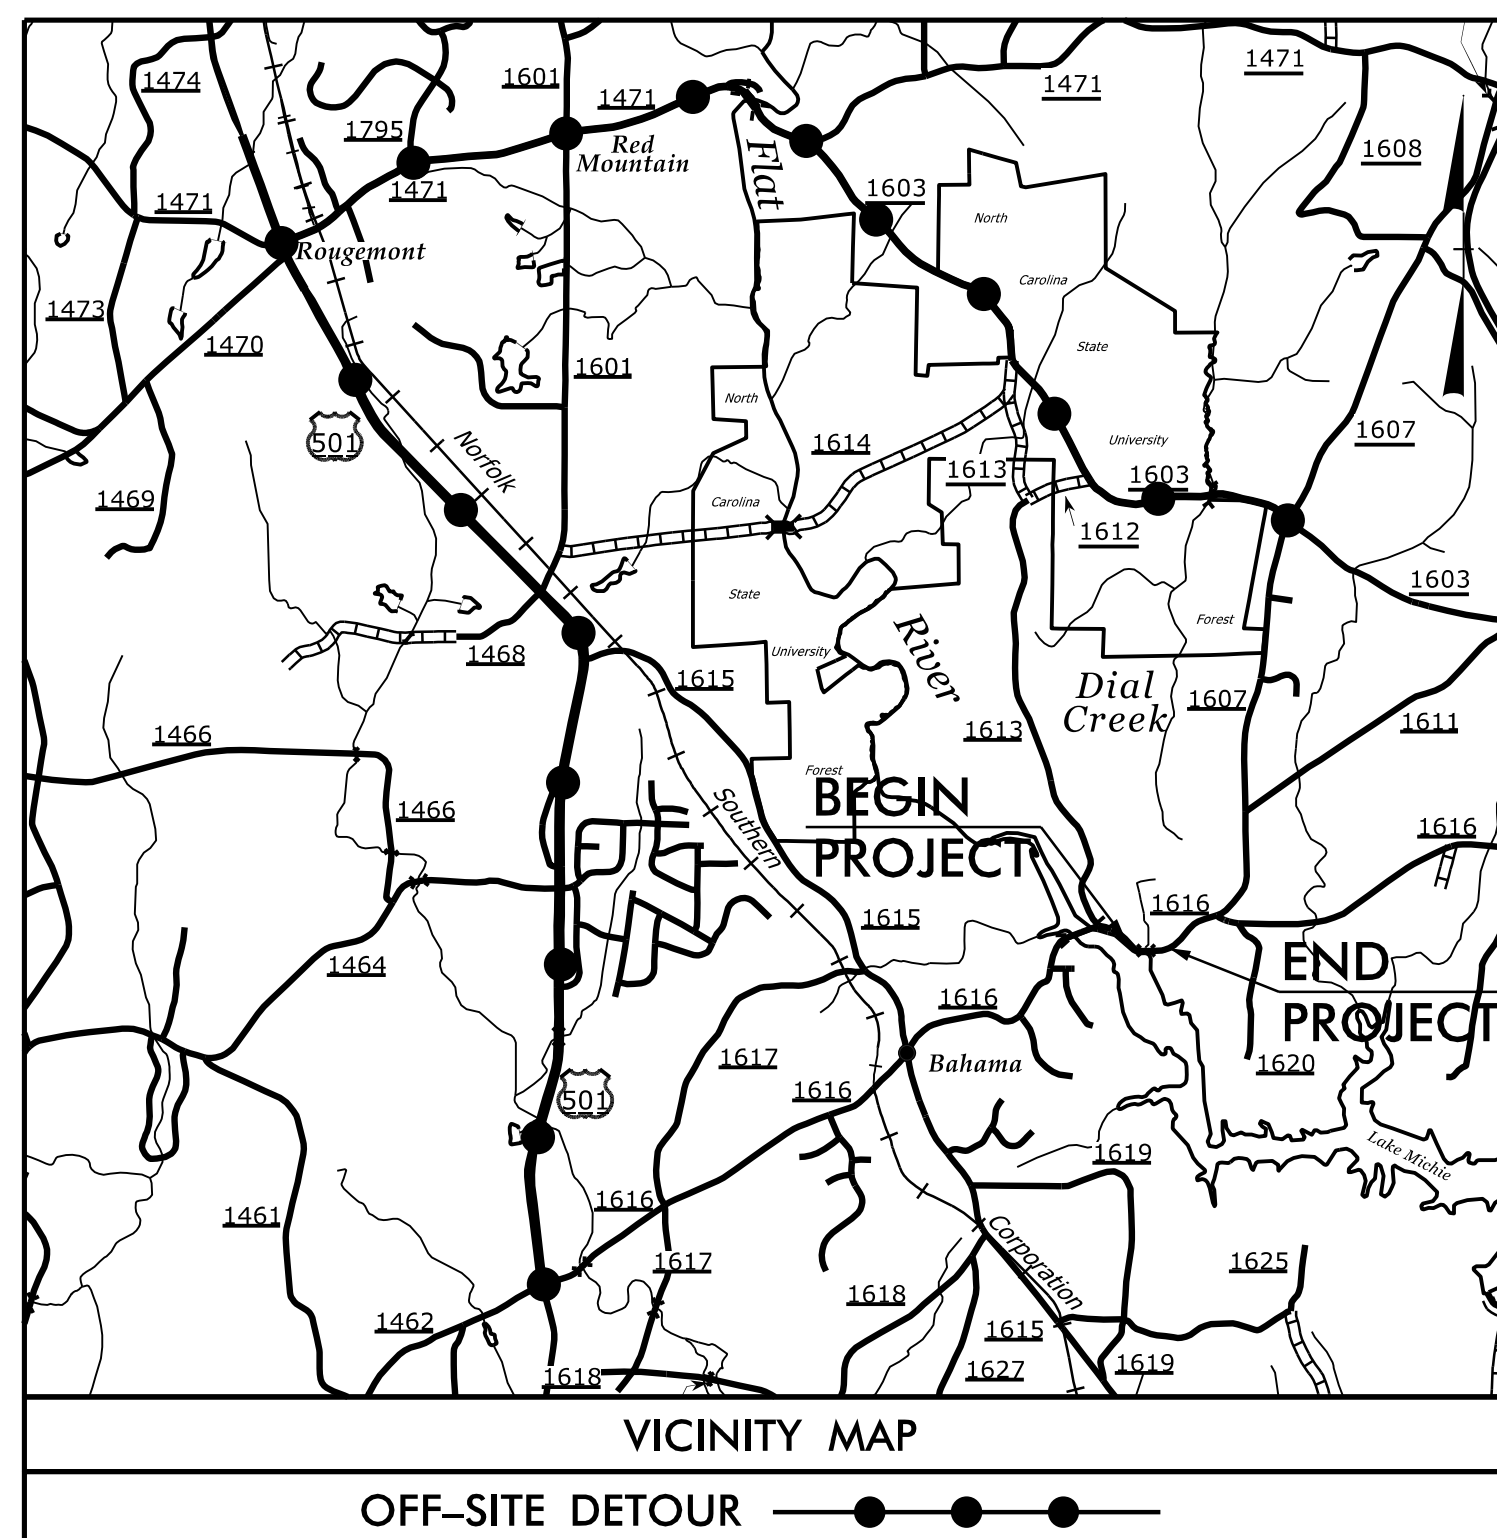 1474
1601
1471
1471
1471
1795
Red
Mountain
1608
Flat
1471
1471
1603
North
Rougemont
Carolina
1473
1470
1601
State
North
501
Norfolk
1614
University
1607
1613
1603
1469
Carolina
1612
1603
State
Forest
River
1468
University
1615
Dial
Creek
1607
1611
1613
1466
Forest
BEGIN
PROJECT
1466
Southern
1616
1616
1615
1464
END
PROJECT
1616
1617
Bahama
1620
1616
501
Lake Michie
1619
1616
1461
Corporation
1617
1625
1618
1462
1615
1619
1627
1618
VICINITY MAP
OFF–SITE DETOUR